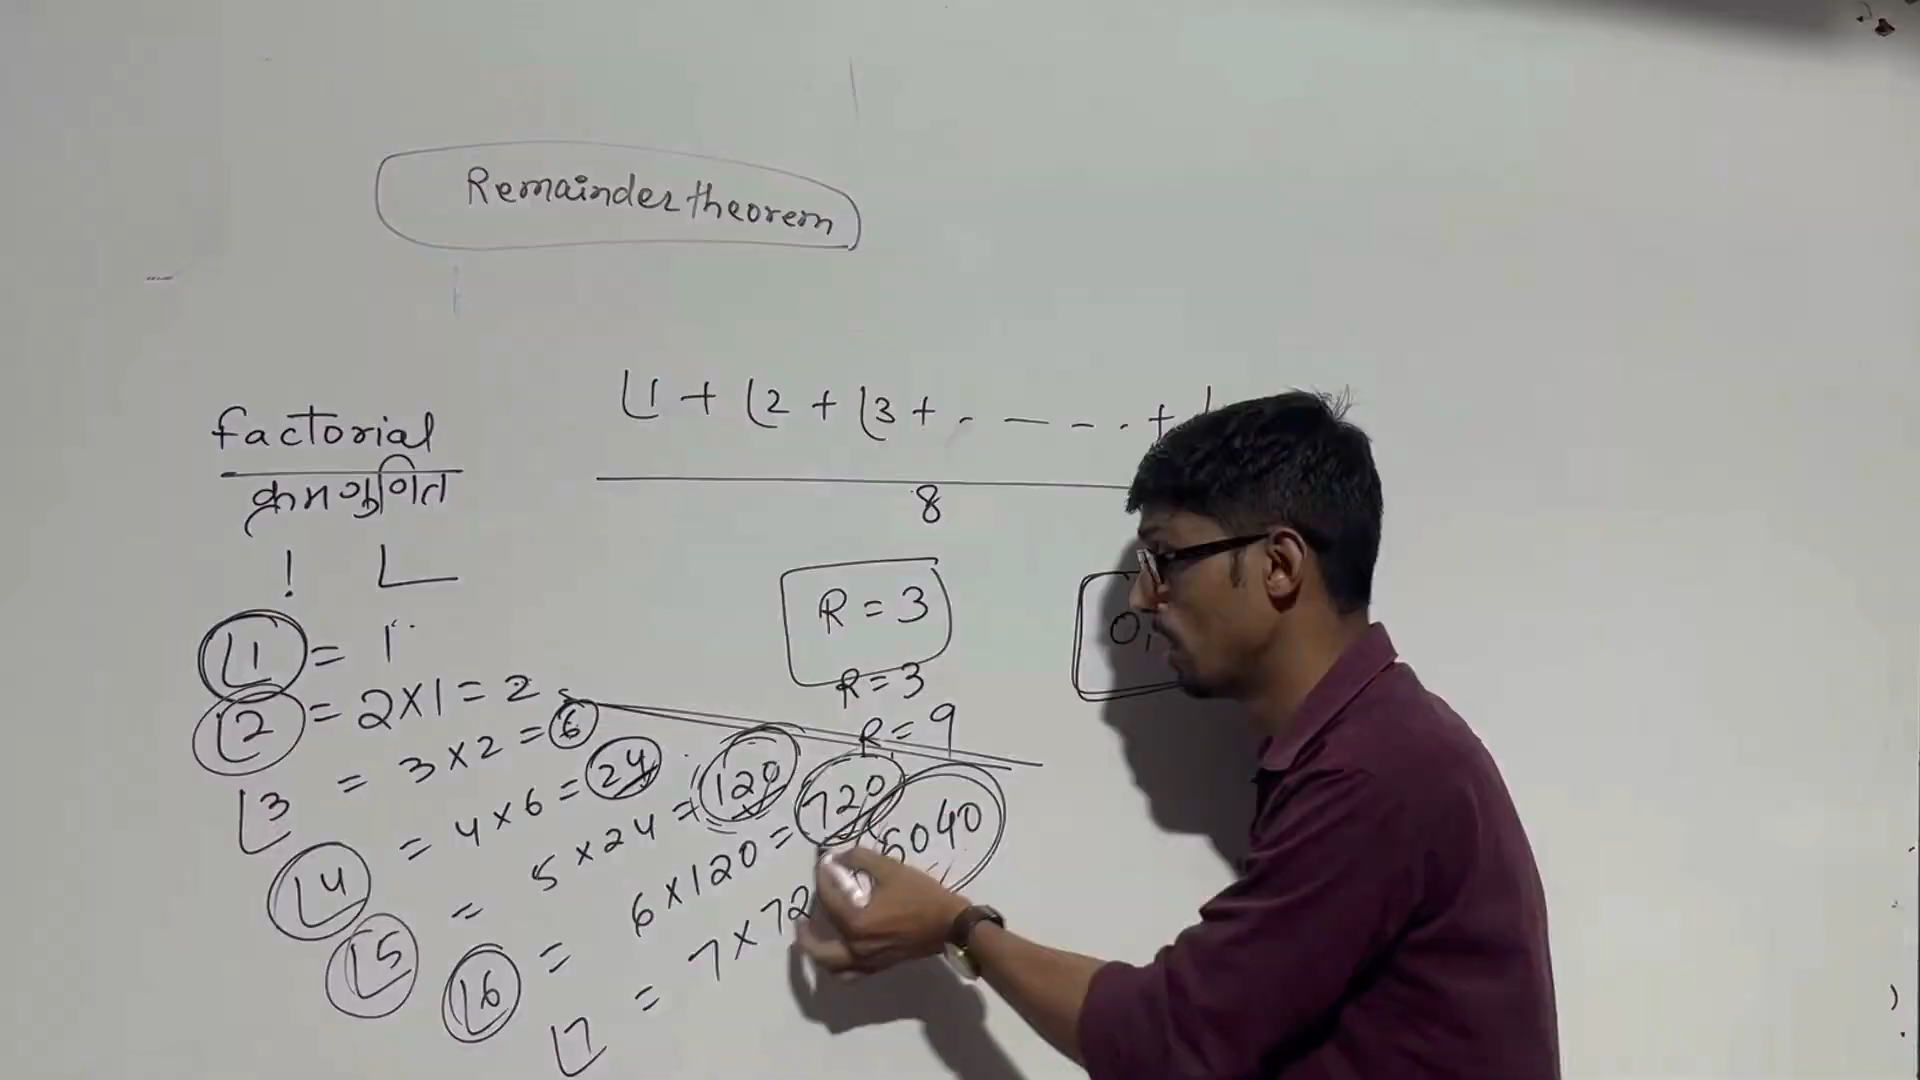 Remainder theorem
factorial
क्रमगुणित
! L
L1 + L2 + L3 + . — - - . +
8
R = 3
R = 3
R = 9
0,
L1 = 1
L2 = 2×1 = 2
L3 = 3×2 = 6
L4 = 4×6 = 24
L5 = 5×24 = 120
L6 = 6×120 = 720
L7 = 7×72 5040